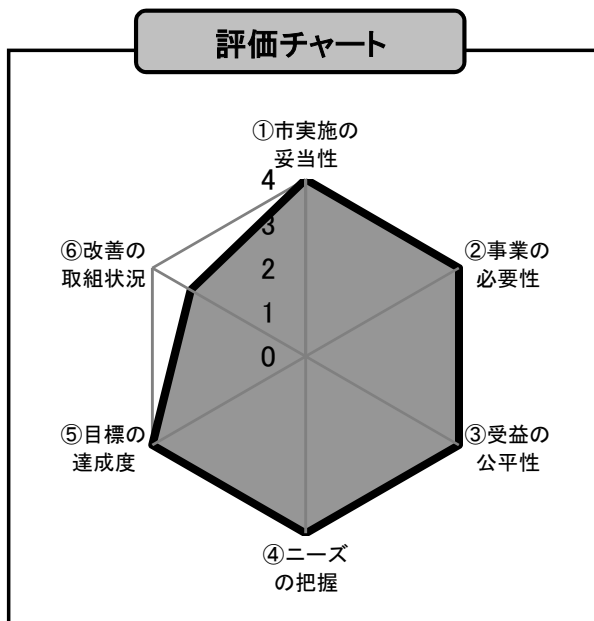 評価チャート
①市実施の
妥当性
4
3
2
1
0
②事業の
必要性
③受益の
公平性
④ニーズ
の把握
⑤目標の
達成度
⑥改善の
取組状況